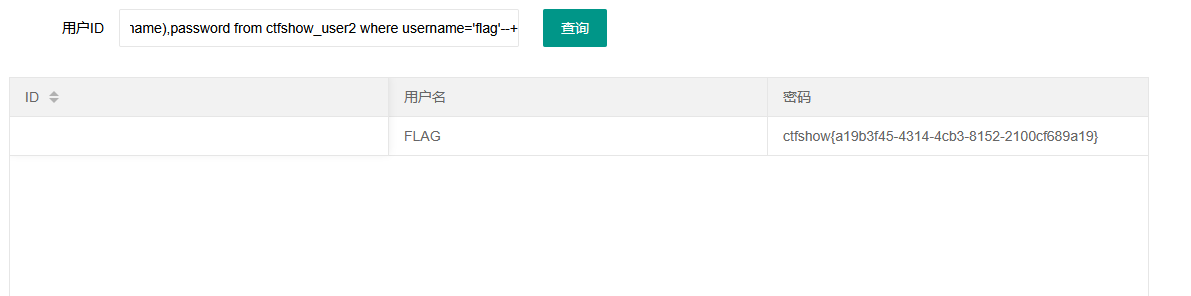 用户ID
name),password from ctfshow_user2 where username='flag'--+
查询
ID 用户名 密码
FLAG ctfshow{a19b3f45-4314-4cb3-8152-2100cf689a19}